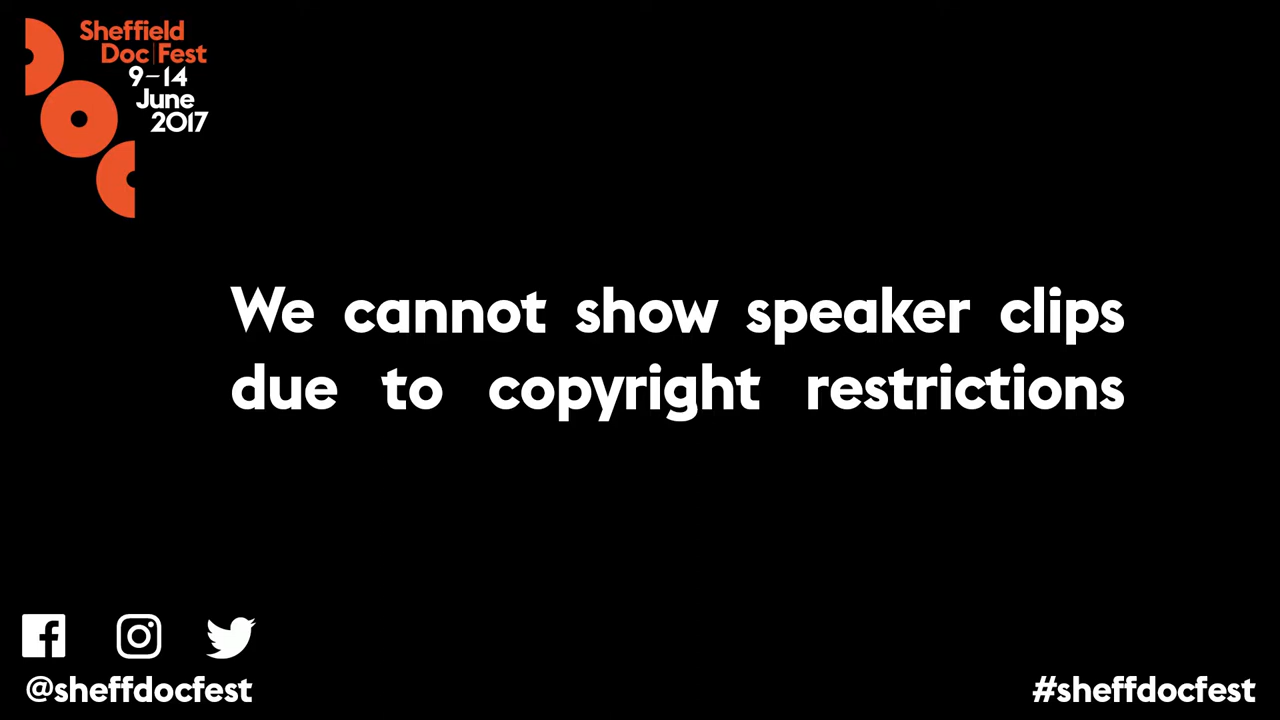 Sheffield
Doc|Fest
9–14
June
2017
We cannot show speaker clips
due to copyright restrictions
@sheffdocfest
#sheffdocfest